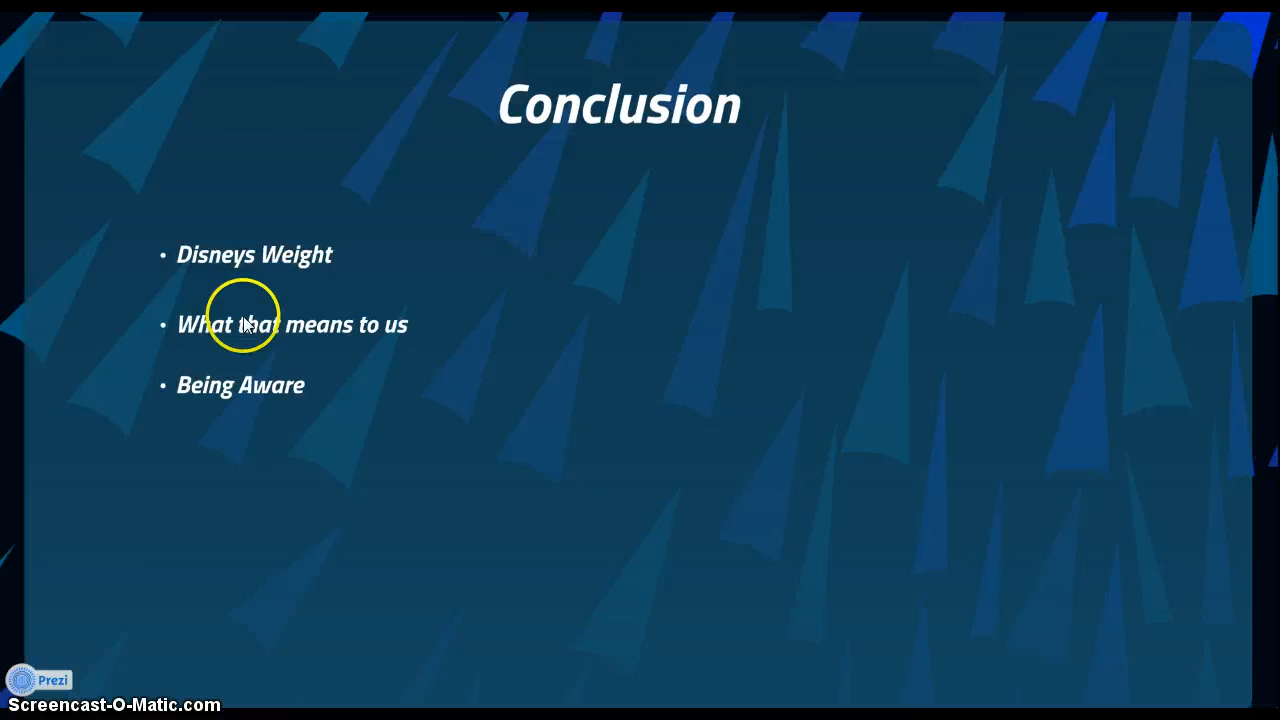 Conclusion
• Disneys Weight
• What that means to us
• Being Aware
Prezi
Screencast-O-Matic.com